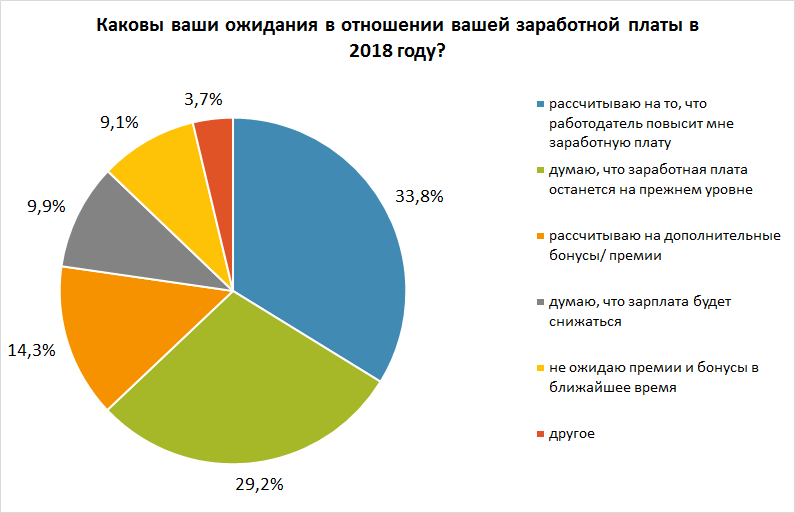 Каковы ваши ожидания в отношении вашей заработной платы в
2018 году?
3,7%
9,1%
9,9%
14,3%
29,2%
33,8%
рассчитываю на то, что
работодатель повысит мне
заработную плату
думаю, что заработная плата
останется на прежнем уровне
рассчитываю на дополнительные
бонусы/ премии
думаю, что зарплата будет
снижаться
не ожидаю премии и бонусы в
ближайшее время
другое